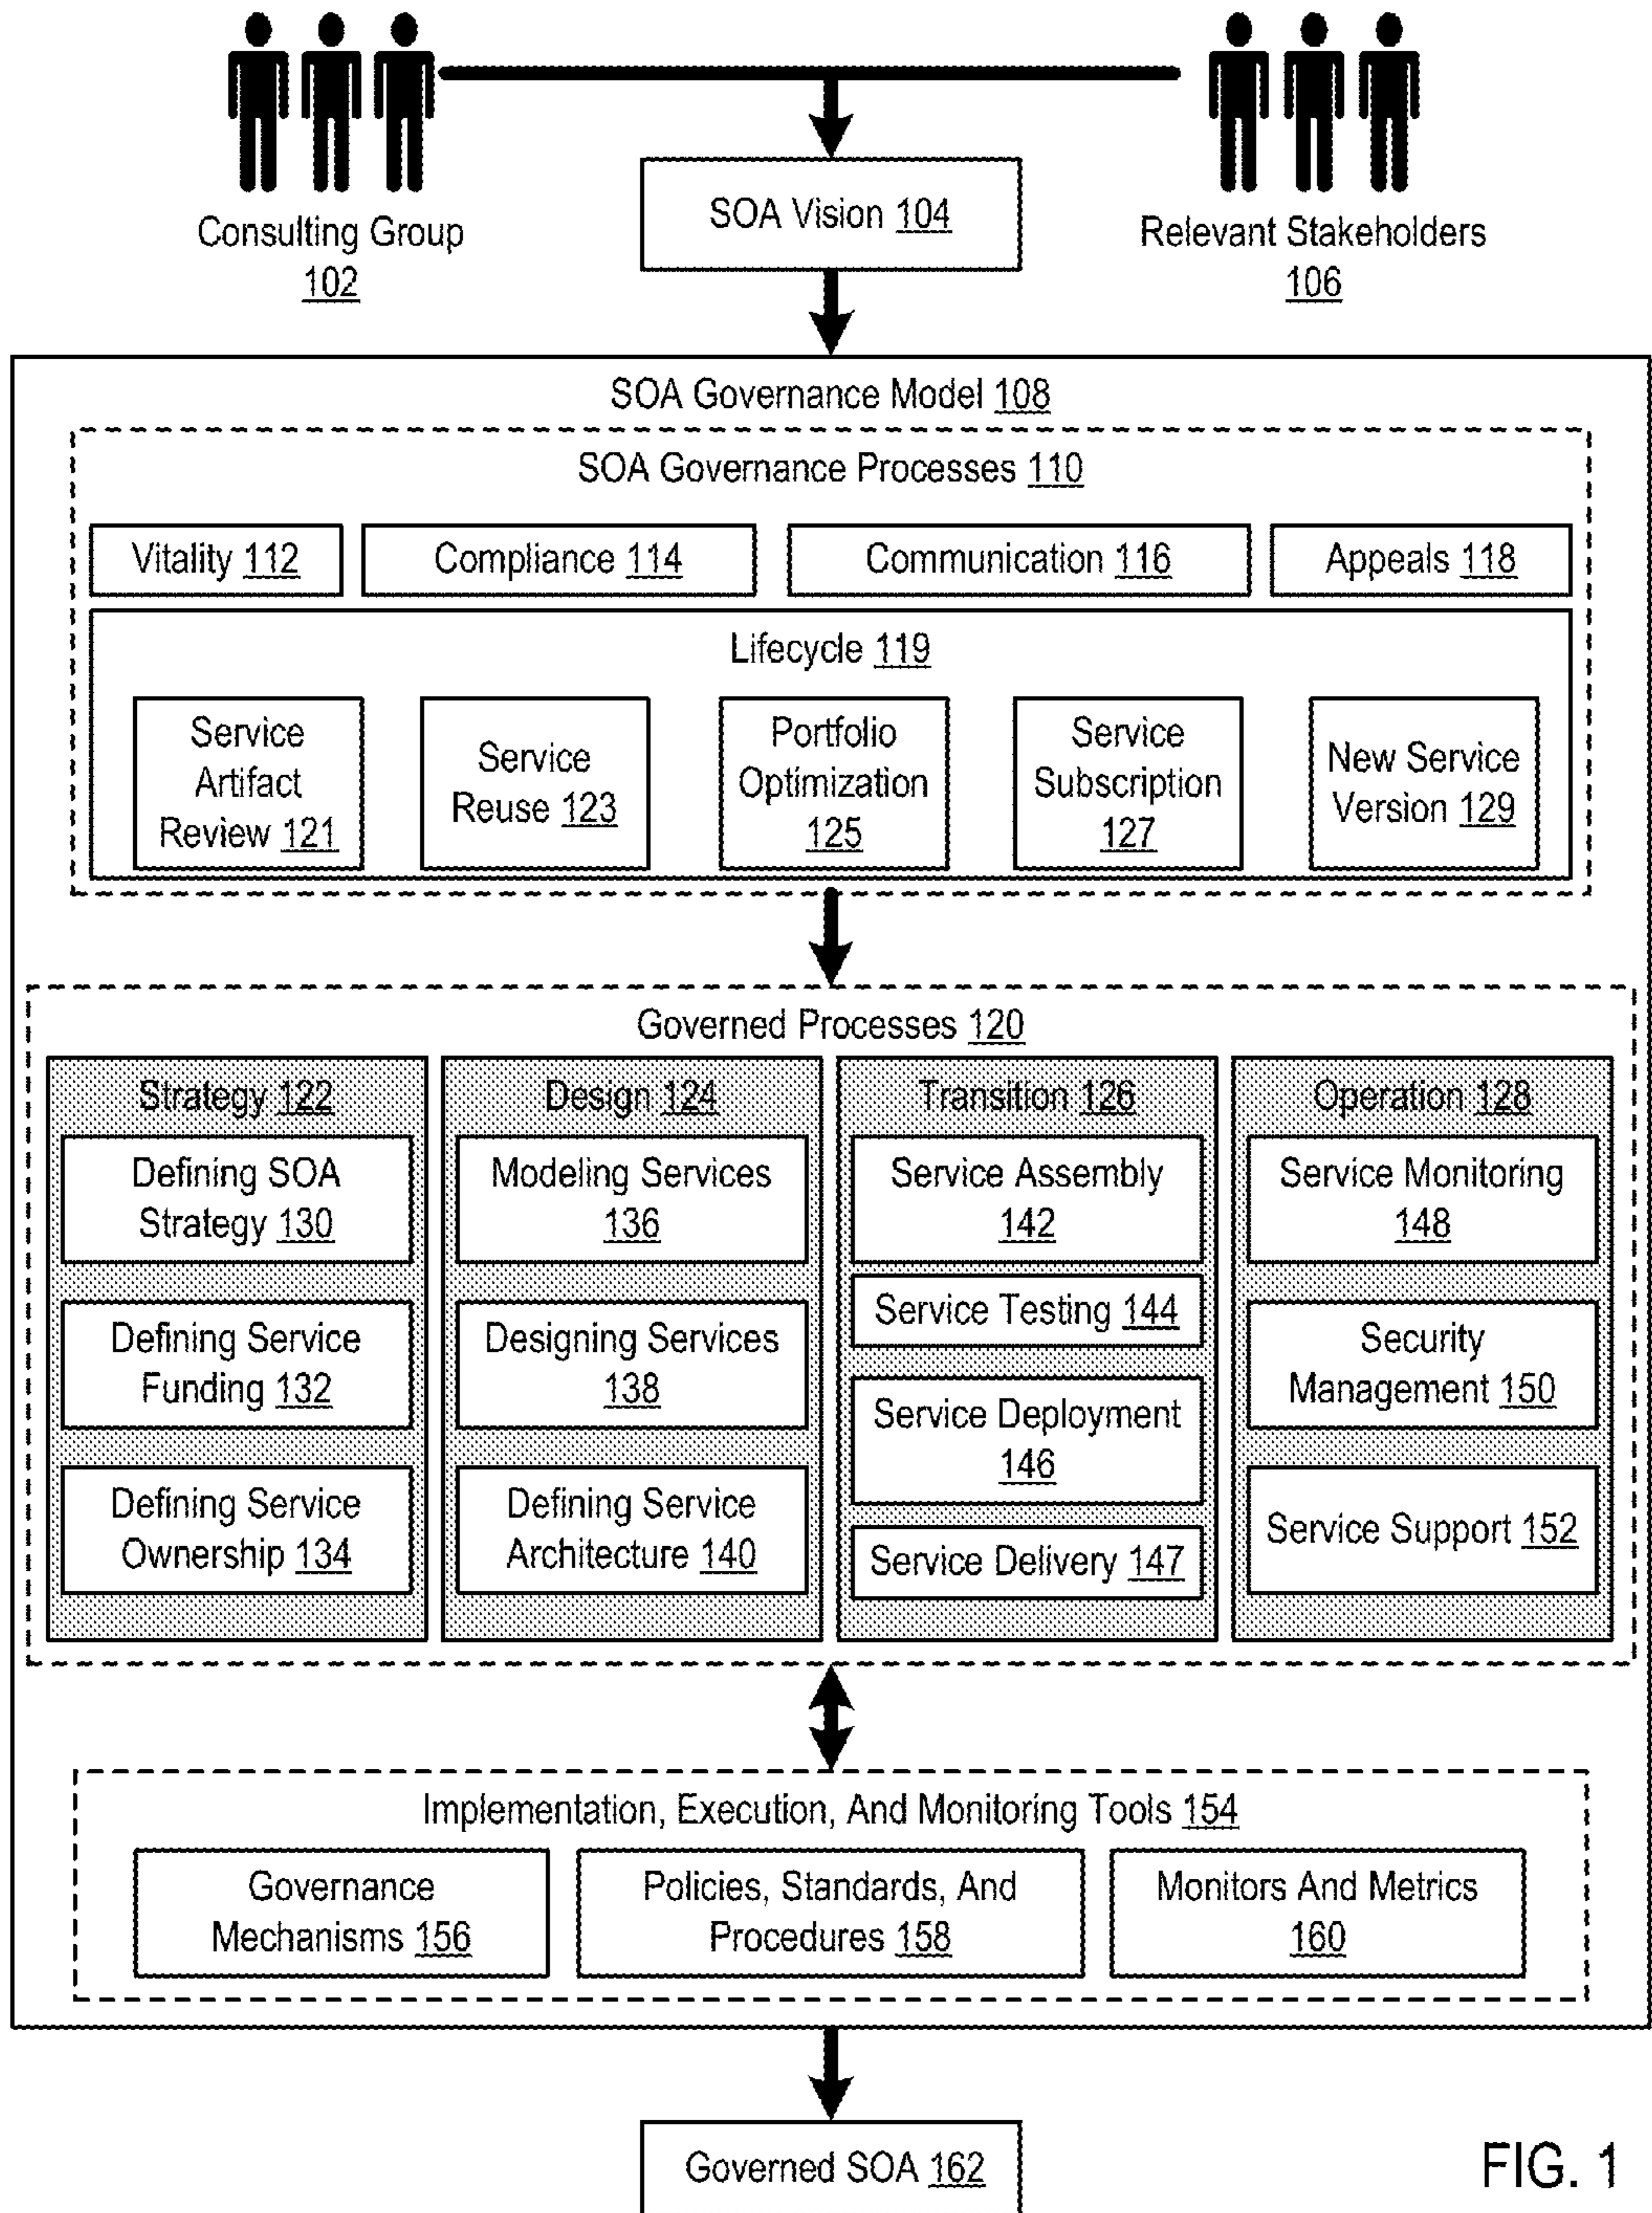 Consulting Group
102
SOA Vision 104
Relevant Stakeholders
106
SOA Governance Model 108
SOA Governance Processes 110
Vitality 112
Compliance 114
Communication 116
Appeals 118
Lifecycle 119
Service
Artifact
Review 121
Service
Reuse 123
Portfolio
Optimization
125
Service
Subscription
127
New Service
Version 129
Governed Processes 120
Strategy 122
Defining SOA
Strategy 130
Defining Service
Funding 132
Defining Service
Ownership 134
Design 124
Modeling Services
136
Designing Services
138
Defining Service
Architecture 140
Transition 126
Service Assembly
142
Service Testing 144
Service Deployment
146
Service Delivery 147
Operation 128
Service Monitoring
148
Security
Management 150
Service Support 152
Implementation, Execution, And Monitoring Tools 154
Governance
Mechanisms 156
Policies, Standards, And
Procedures 158
Monitors And Metrics
160
Governed SOA 162
FIG. 1